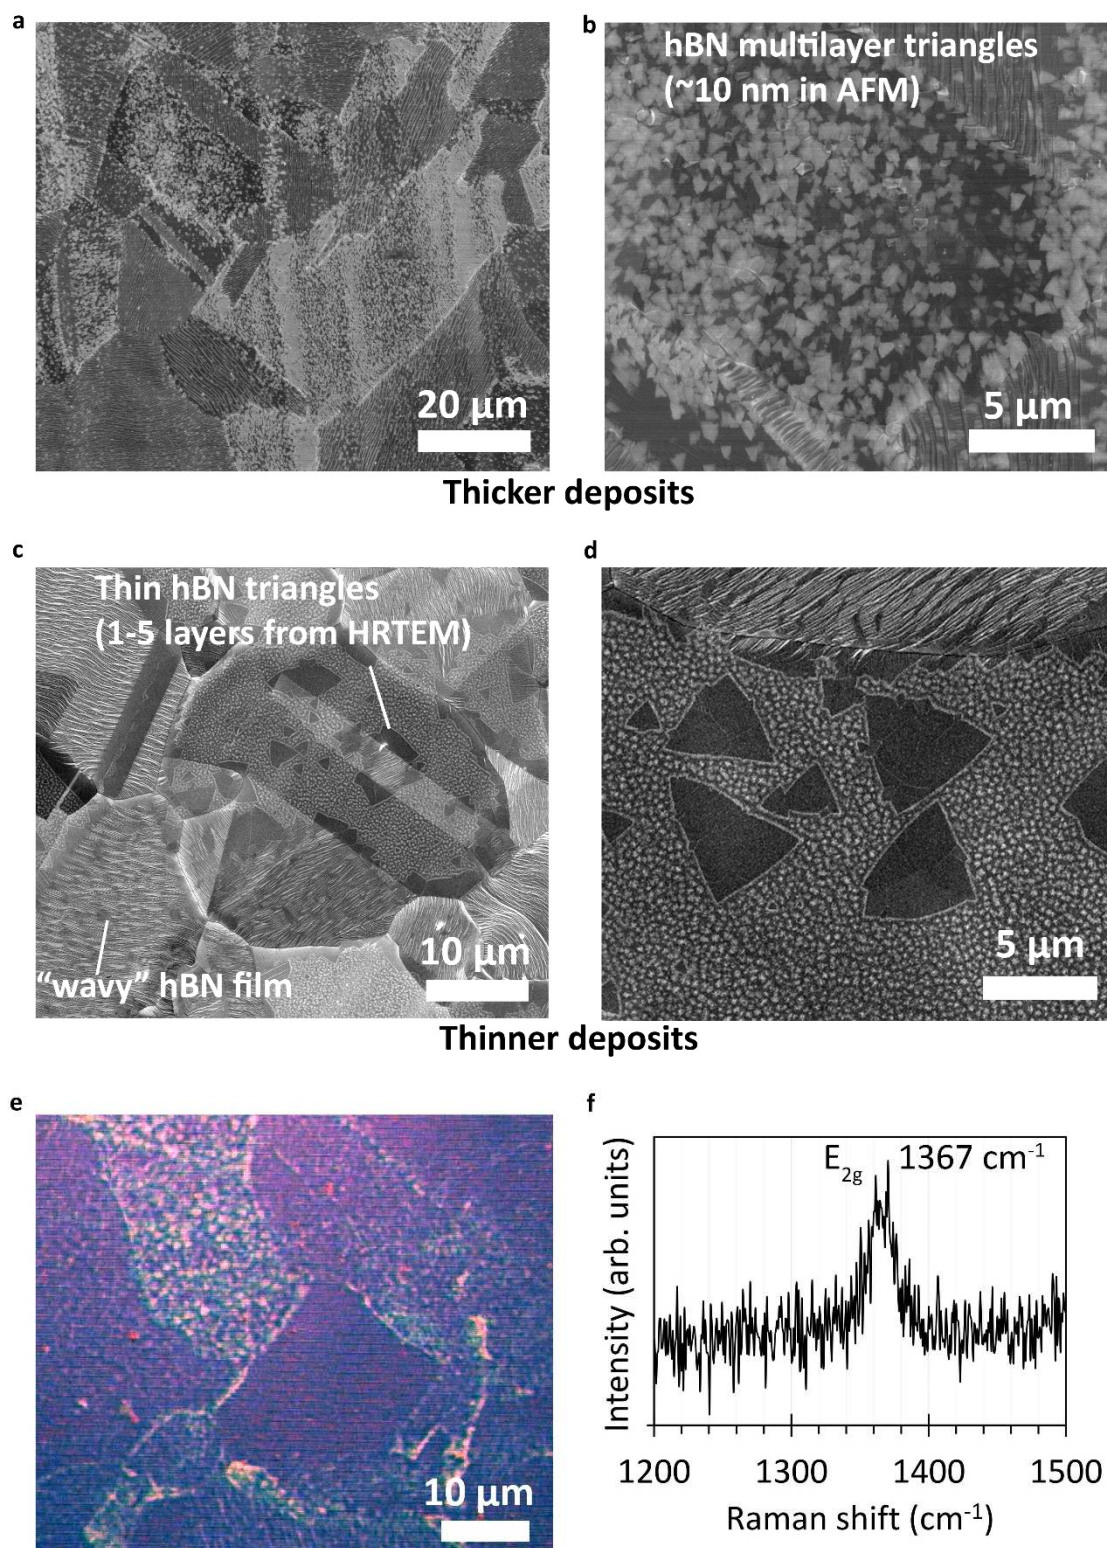 a
b
hBN multilayer triangles
(~10 nm in AFM)
20 µm
5 µm
Thicker deposits
c
d
Thin hBN triangles
(1-5 layers from HRTEM)
"wavy" hBN film
10 µm
5 µm
Thinner deposits
e
f
10 µm
Intensity (arb. units)
E₂g 1367 cm⁻¹
1200 1300 1400 1500
Raman shift (cm⁻¹)